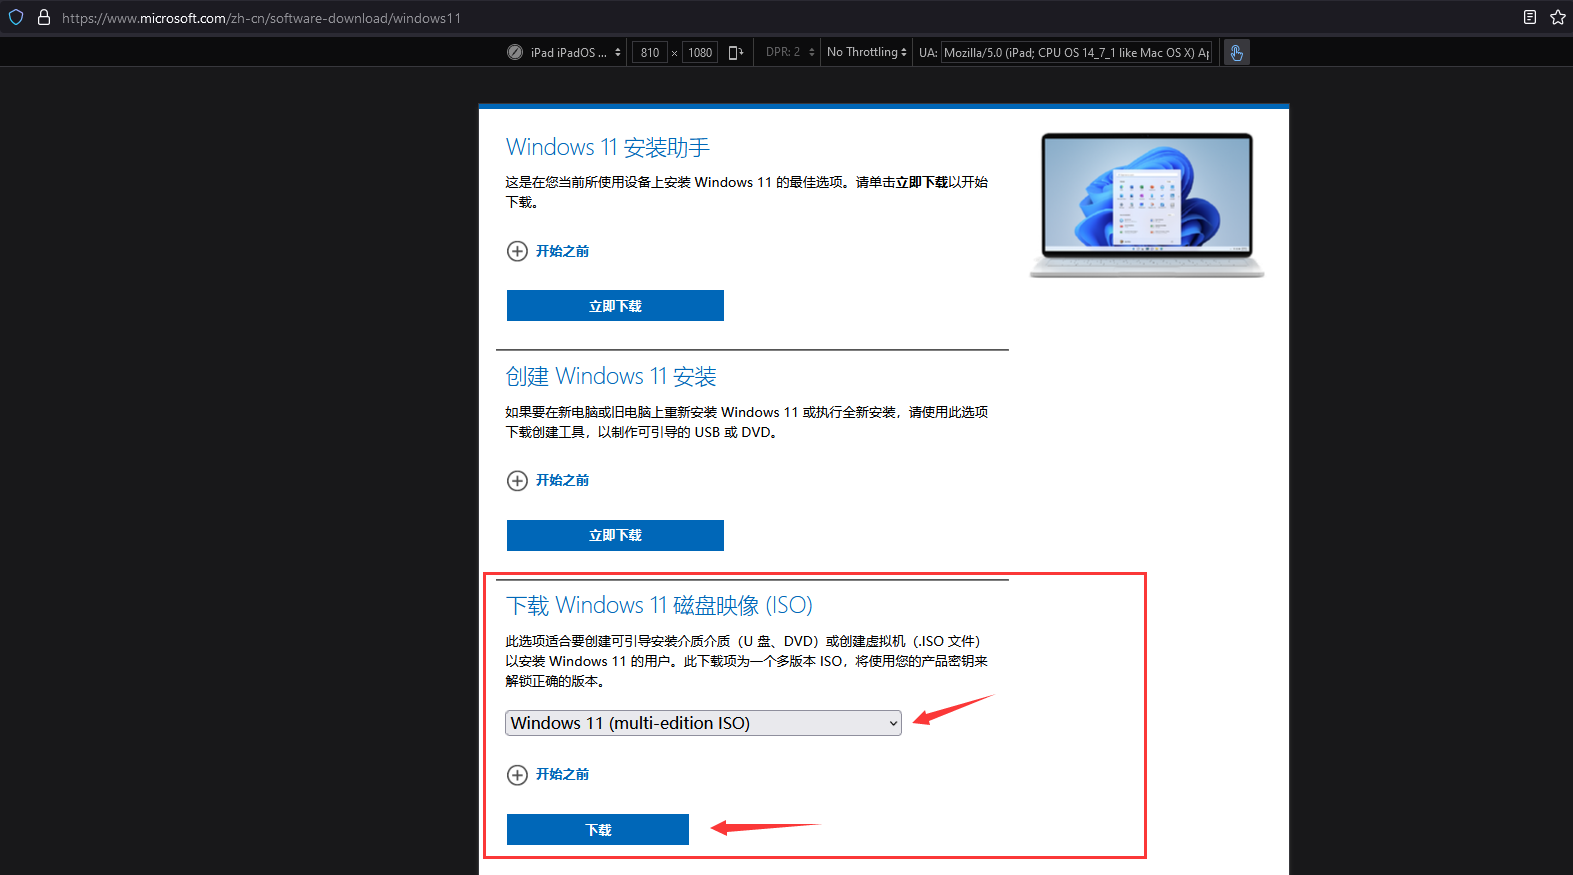 https://www.microsoft.com/zh-cn/software-download/windows11
iPad iPadOS ... 810 × 1080 DPR: 2 No Throttling UA: Mozilla/5.0 (iPad; CPU OS 14_7_1 like Mac OS X) Ap
Windows 11 安装助手
这是在您当前所使用设备上安装 Windows 11 的最佳选项。请单击立即下载以开始
下载。
开始之前
立即下载
创建 Windows 11 安装
如果要在新电脑或旧电脑上重新安装 Windows 11 或执行全新安装，请使用此选项
下载创建工具，以制作可引导的 USB 或 DVD。
开始之前
立即下载
下载 Windows 11 磁盘映像 (ISO)
此选项适合要创建可引导安装介质介质（U 盘、DVD）或创建虚拟机（.ISO 文件）
以安装 Windows 11 的用户。此下载项为一个多版本 ISO，将使用您的产品密钥来
解锁正确的版本。
Windows 11 (multi-edition ISO)
开始之前
下载